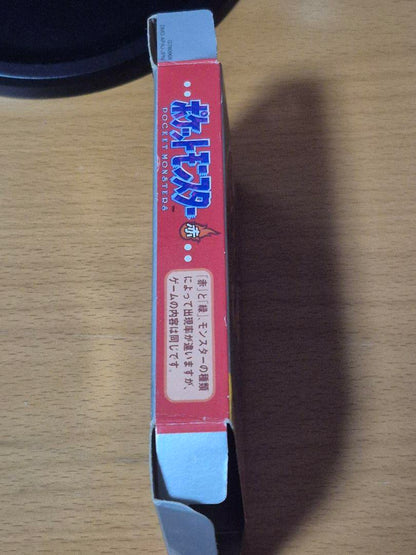 ポケットモンスター
POCKET MONSTERS
赤
「赤」と「緑」、モンスターの種類
によって出現率が違いますが、
ゲームの内容は同じです。